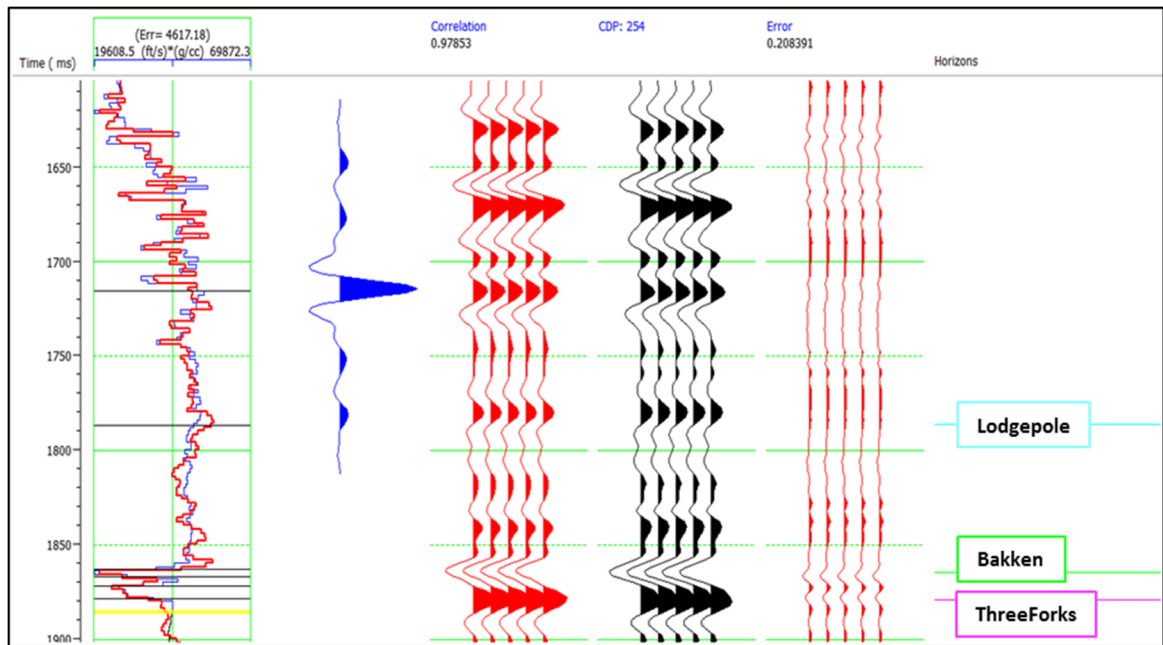 (Err= 4617.18)
19608.5 (ft/s)*(g/cc) 69872.3
Time ( ms)
Correlation
0.97853
CDP: 254
Error
0.208391
Horizons
1650
1700
1750
1800
1850
1900
Lodgepole
Bakken
ThreeForks